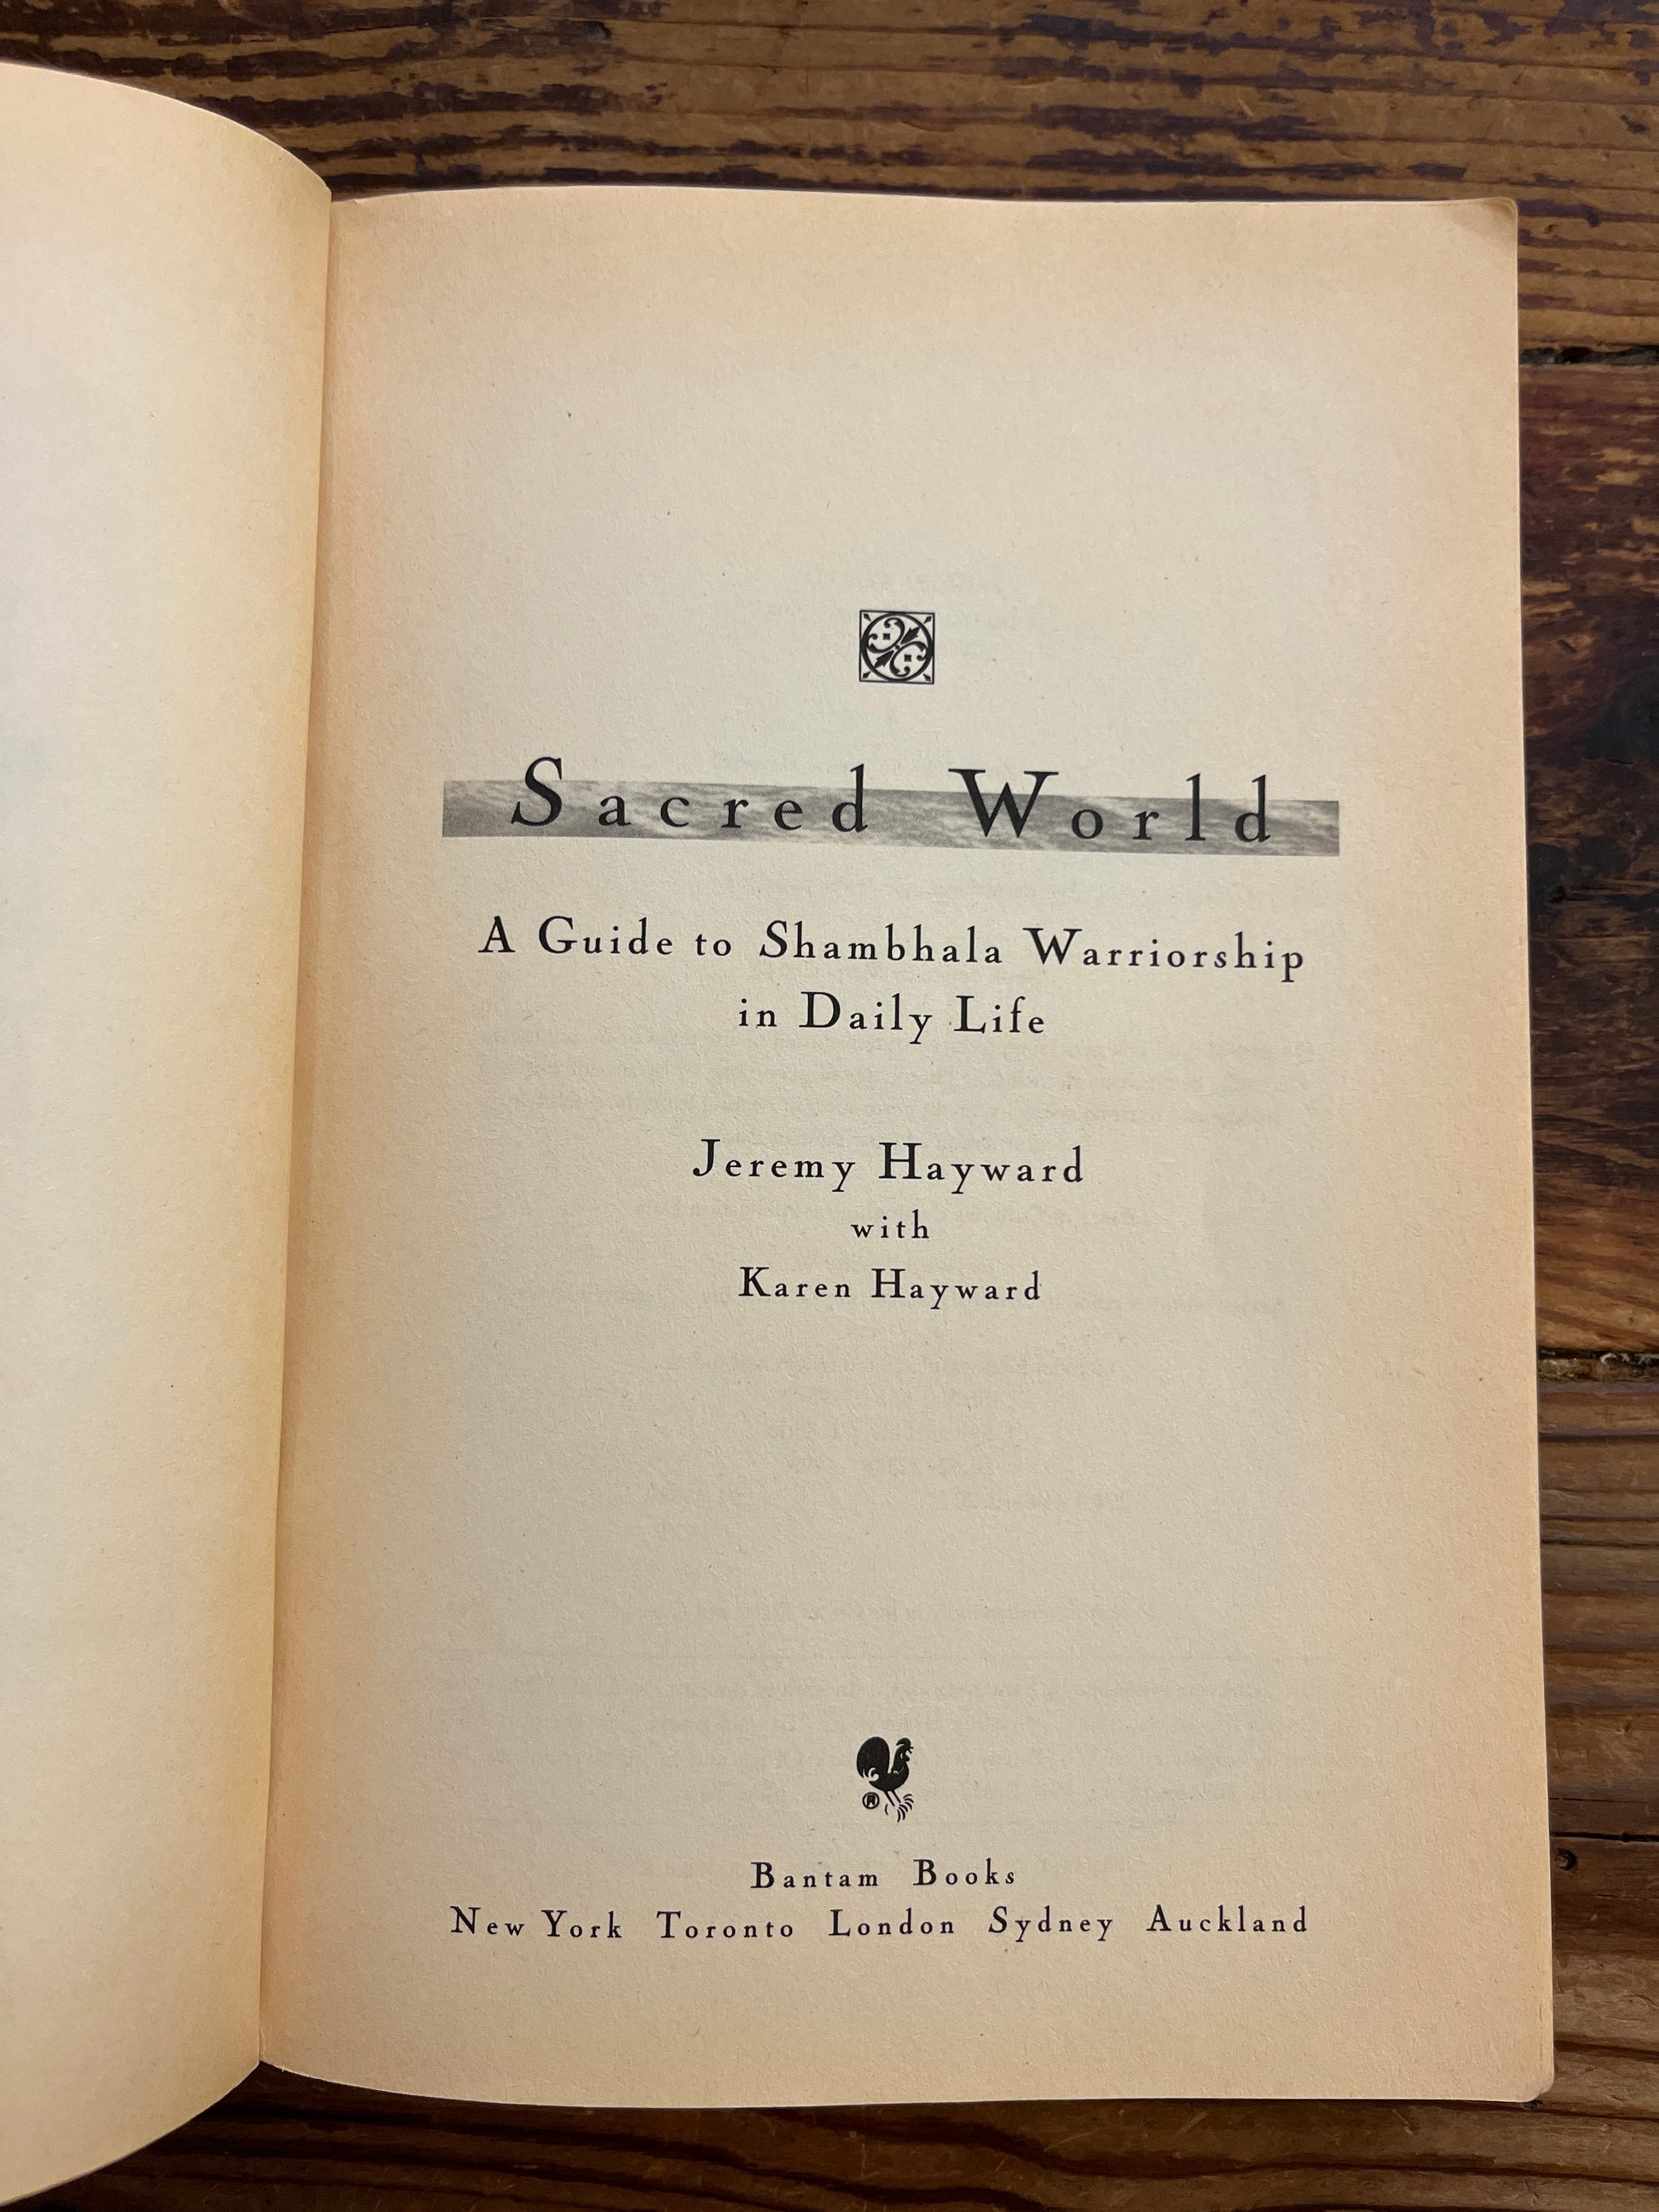 Sacred World
A Guide to Shambhala Warriorship
in Daily Life
Jeremy Hayward
with
Karen Hayward
®
Bantam Books
New York Toronto London Sydney Auckland